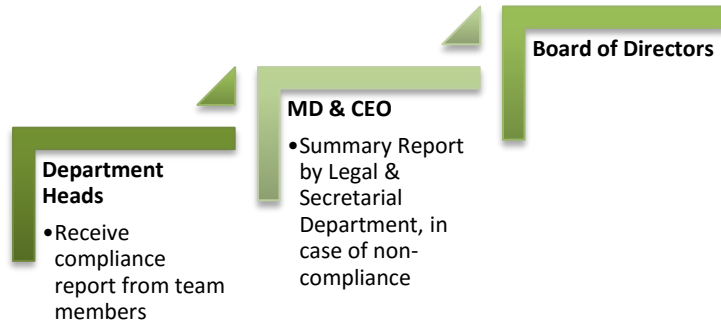 Department
Heads
•Receive
compliance
report from team
members
MD & CEO
•Summary Report
by Legal &
Secretarial
Department, in
case of non-
compliance
Board of Directors